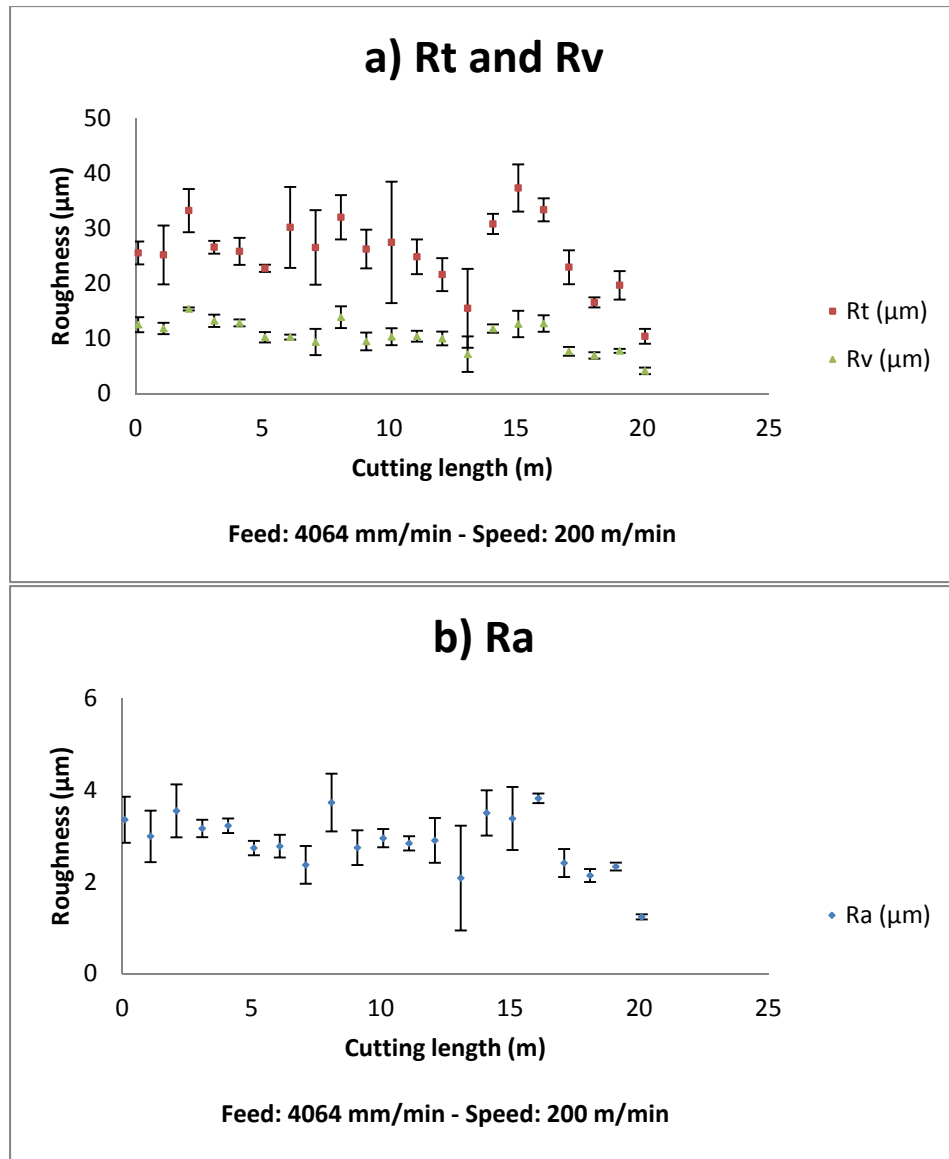 a) Rt and Rv
50
40
30
20
10
0
Roughness (µm)
0 5 10 15 20 25
Cutting length (m)
Rt (µm)
Rv (µm)
Feed: 4064 mm/min - Speed: 200 m/min
b) Ra
6
4
2
0
Roughness (µm)
0 5 10 15 20 25
Cutting length (m)
Ra (µm)
Feed: 4064 mm/min - Speed: 200 m/min